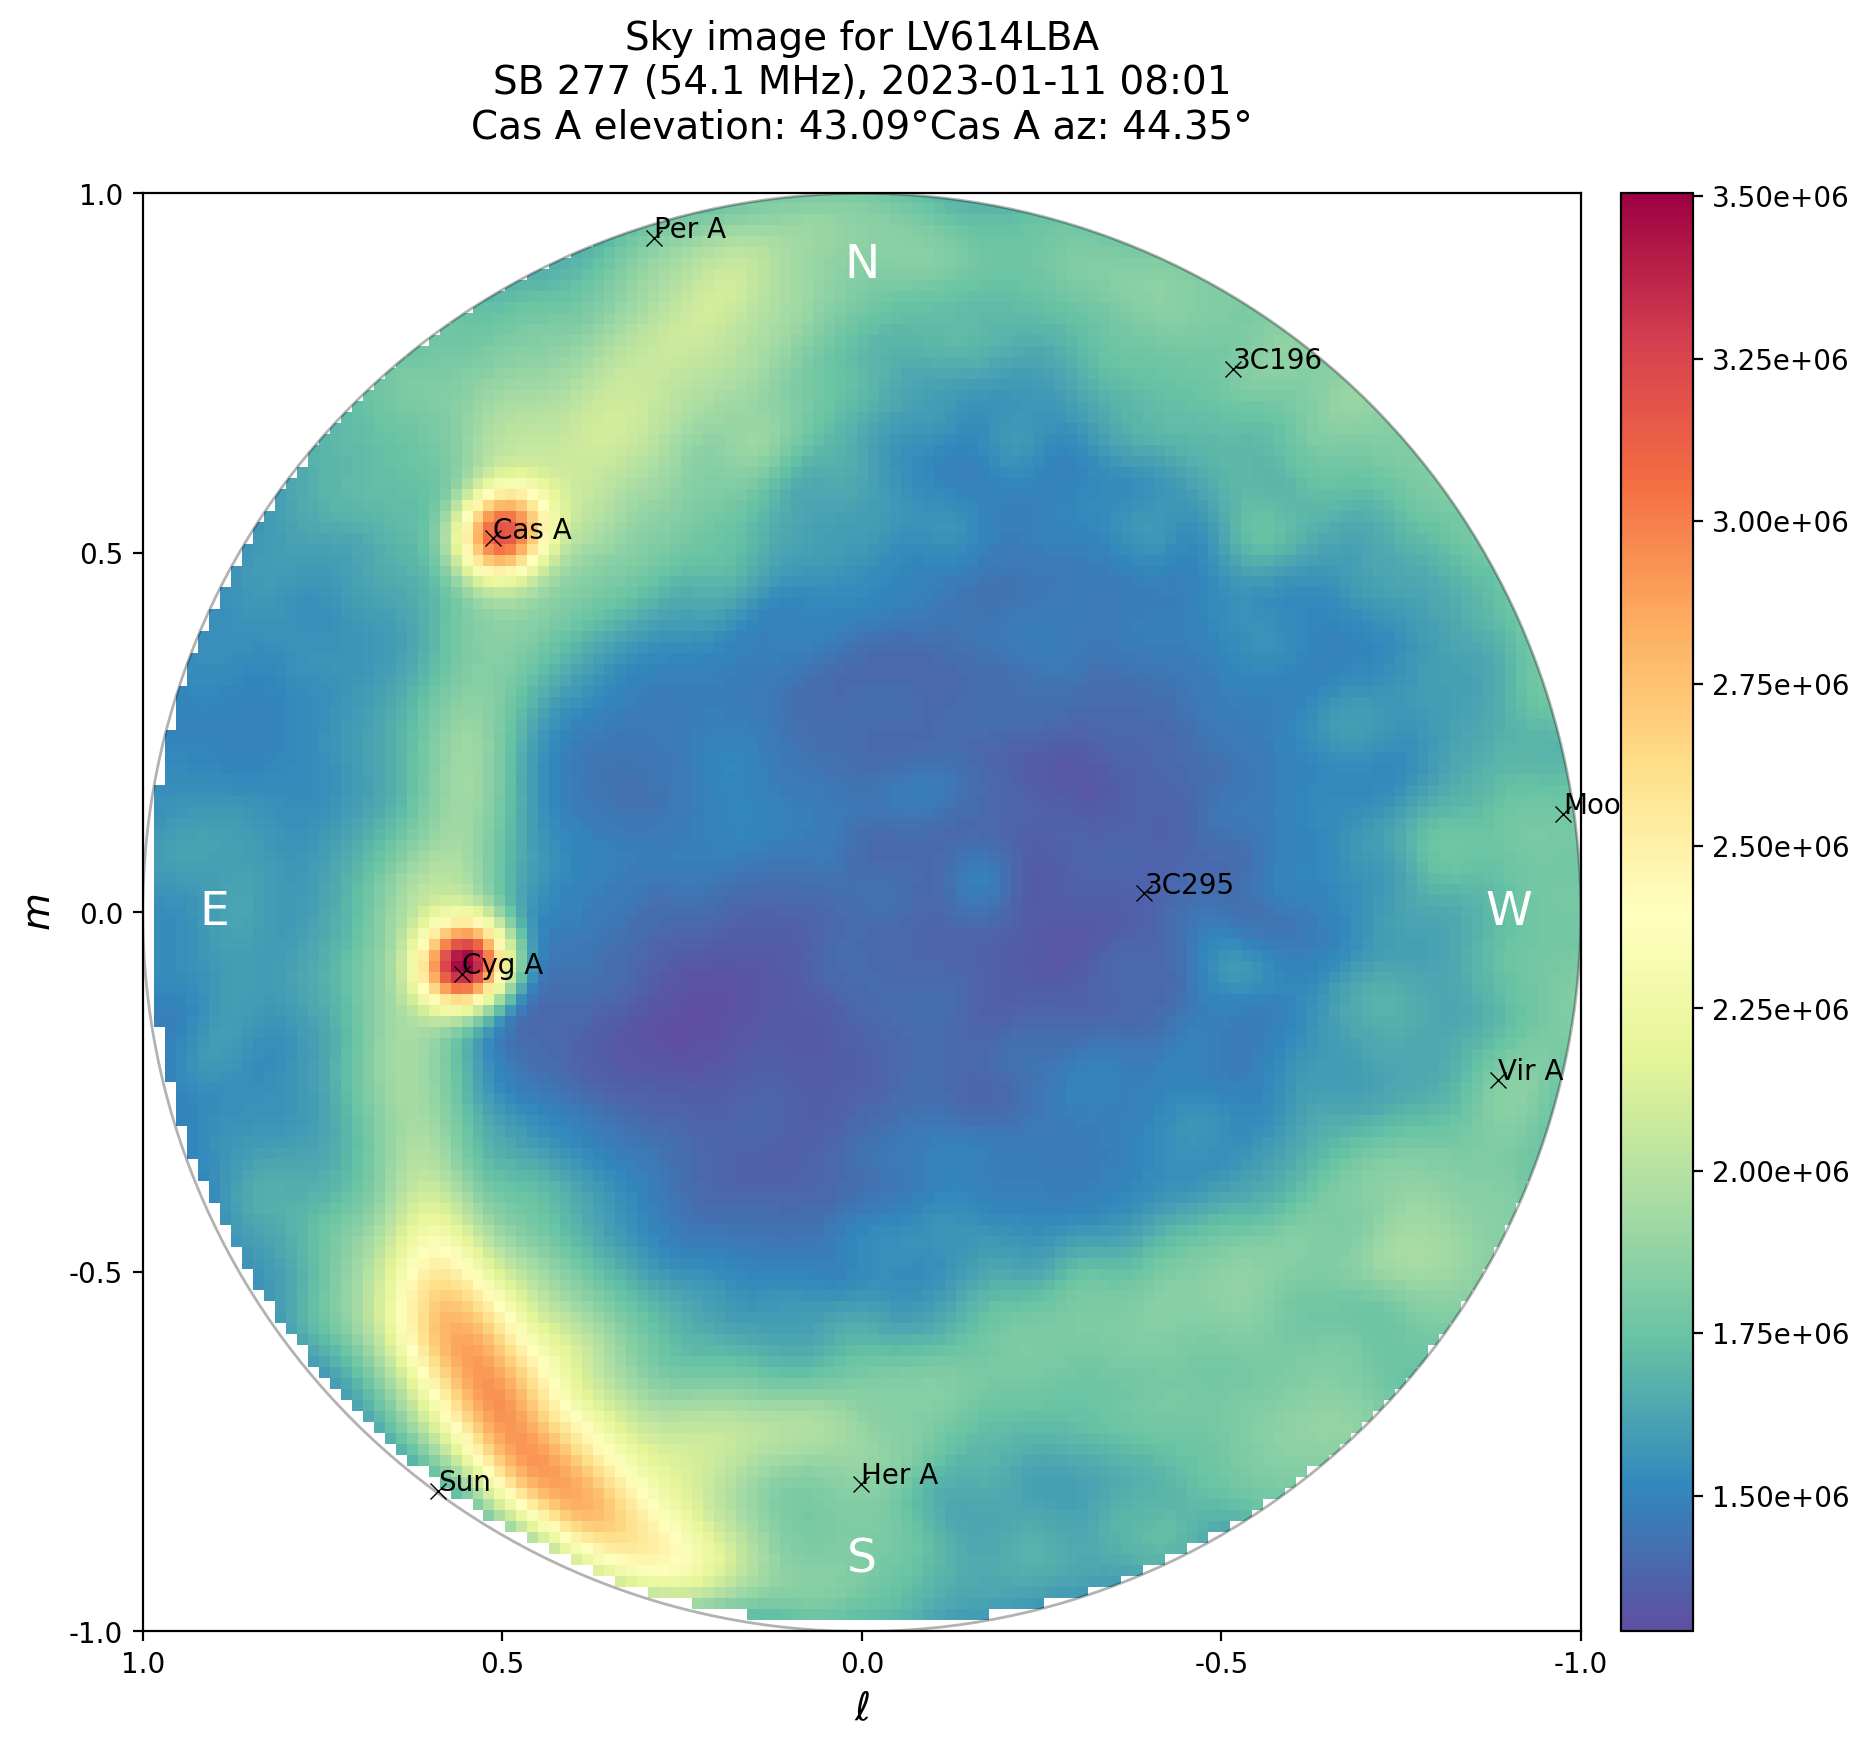 Sky image for LV614LBA
SB 277 (54.1 MHz), 2023-01-11 08:01
Cas A elevation: 43.09°Cas A az: 44.35°
1.0
0.5
0.0
-0.5
-1.0
m
Per A
N
3C196
Cas A
Moo
3C295
E
W
Cyg A
Vir A
Sun
Her A
S
1.0
0.5
0.0
-0.5
-1.0
ℓ
3.50e+06
3.25e+06
3.00e+06
2.75e+06
2.50e+06
2.25e+06
2.00e+06
1.75e+06
1.50e+06